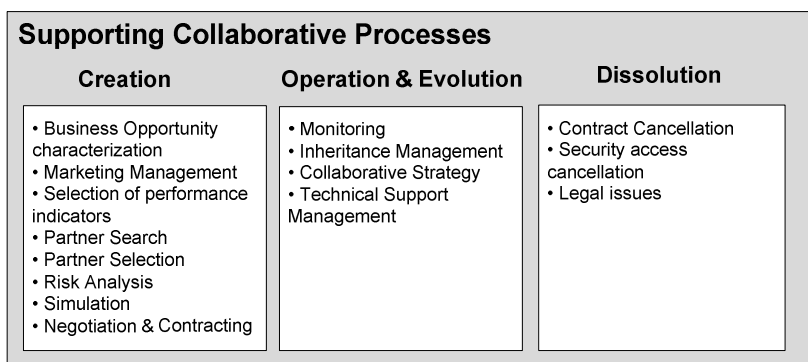 Supporting Collaborative Processes
Creation
• Business Opportunity
characterization
• Marketing Management
• Selection of performance
indicators
• Partner Search
• Partner Selection
• Risk Analysis
• Simulation
• Negotiation & Contracting
Operation & Evolution
• Monitoring
• Inheritance Management
• Collaborative Strategy
• Technical Support
Management
Dissolution
• Contract Cancellation
• Security access
cancellation
• Legal issues